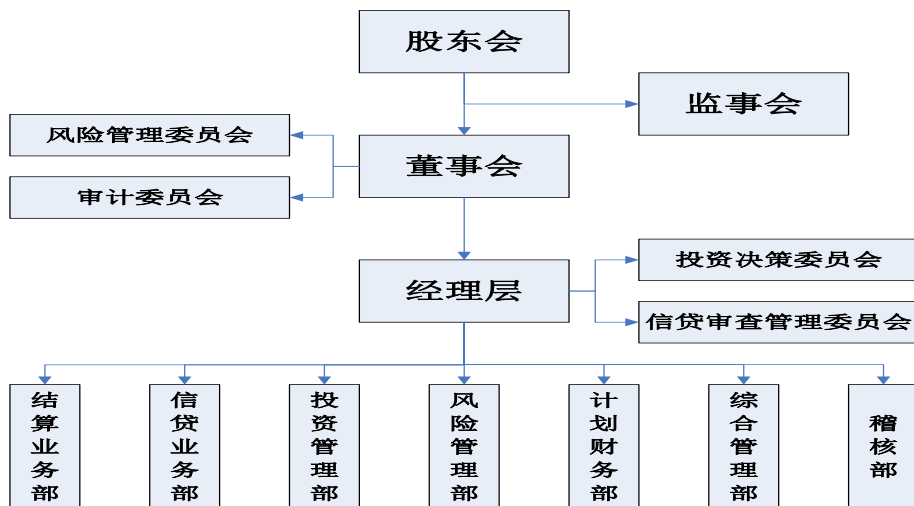 股东会
监事会
风险管理委员会
董事会
审计委员会
投资决策委员会
经理层
信贷审查管理委员会
结算业务部
信贷业务部
投资管理部
风险管理部
计划财务部
综合管理部
稽核部